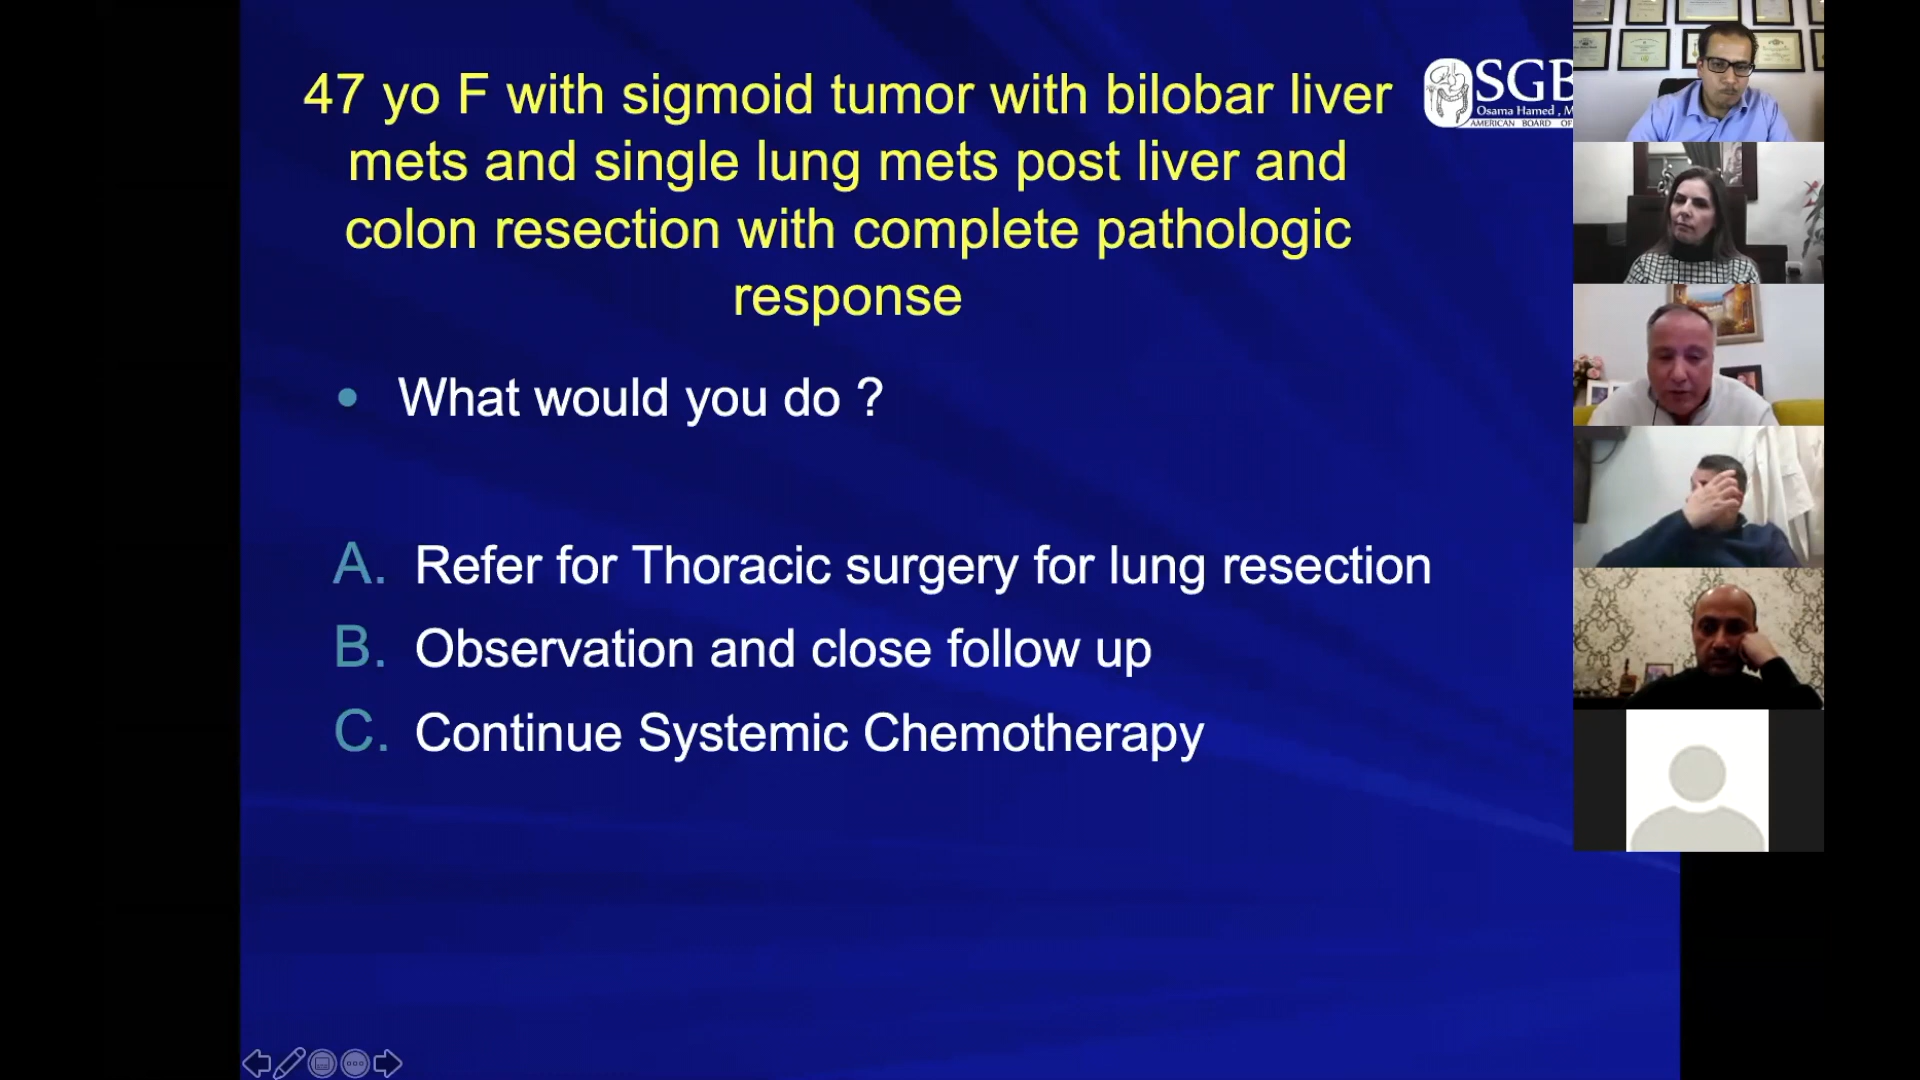 47 yo F with sigmoid tumor with bilobar liver
mets and single lung mets post liver and
colon resection with complete pathologic
response
SGB
Osama Hamed , M
AMERICAN BOARD OF
• What would you do ?
A. Refer for Thoracic surgery for lung resection
B. Observation and close follow up
C. Continue Systemic Chemotherapy